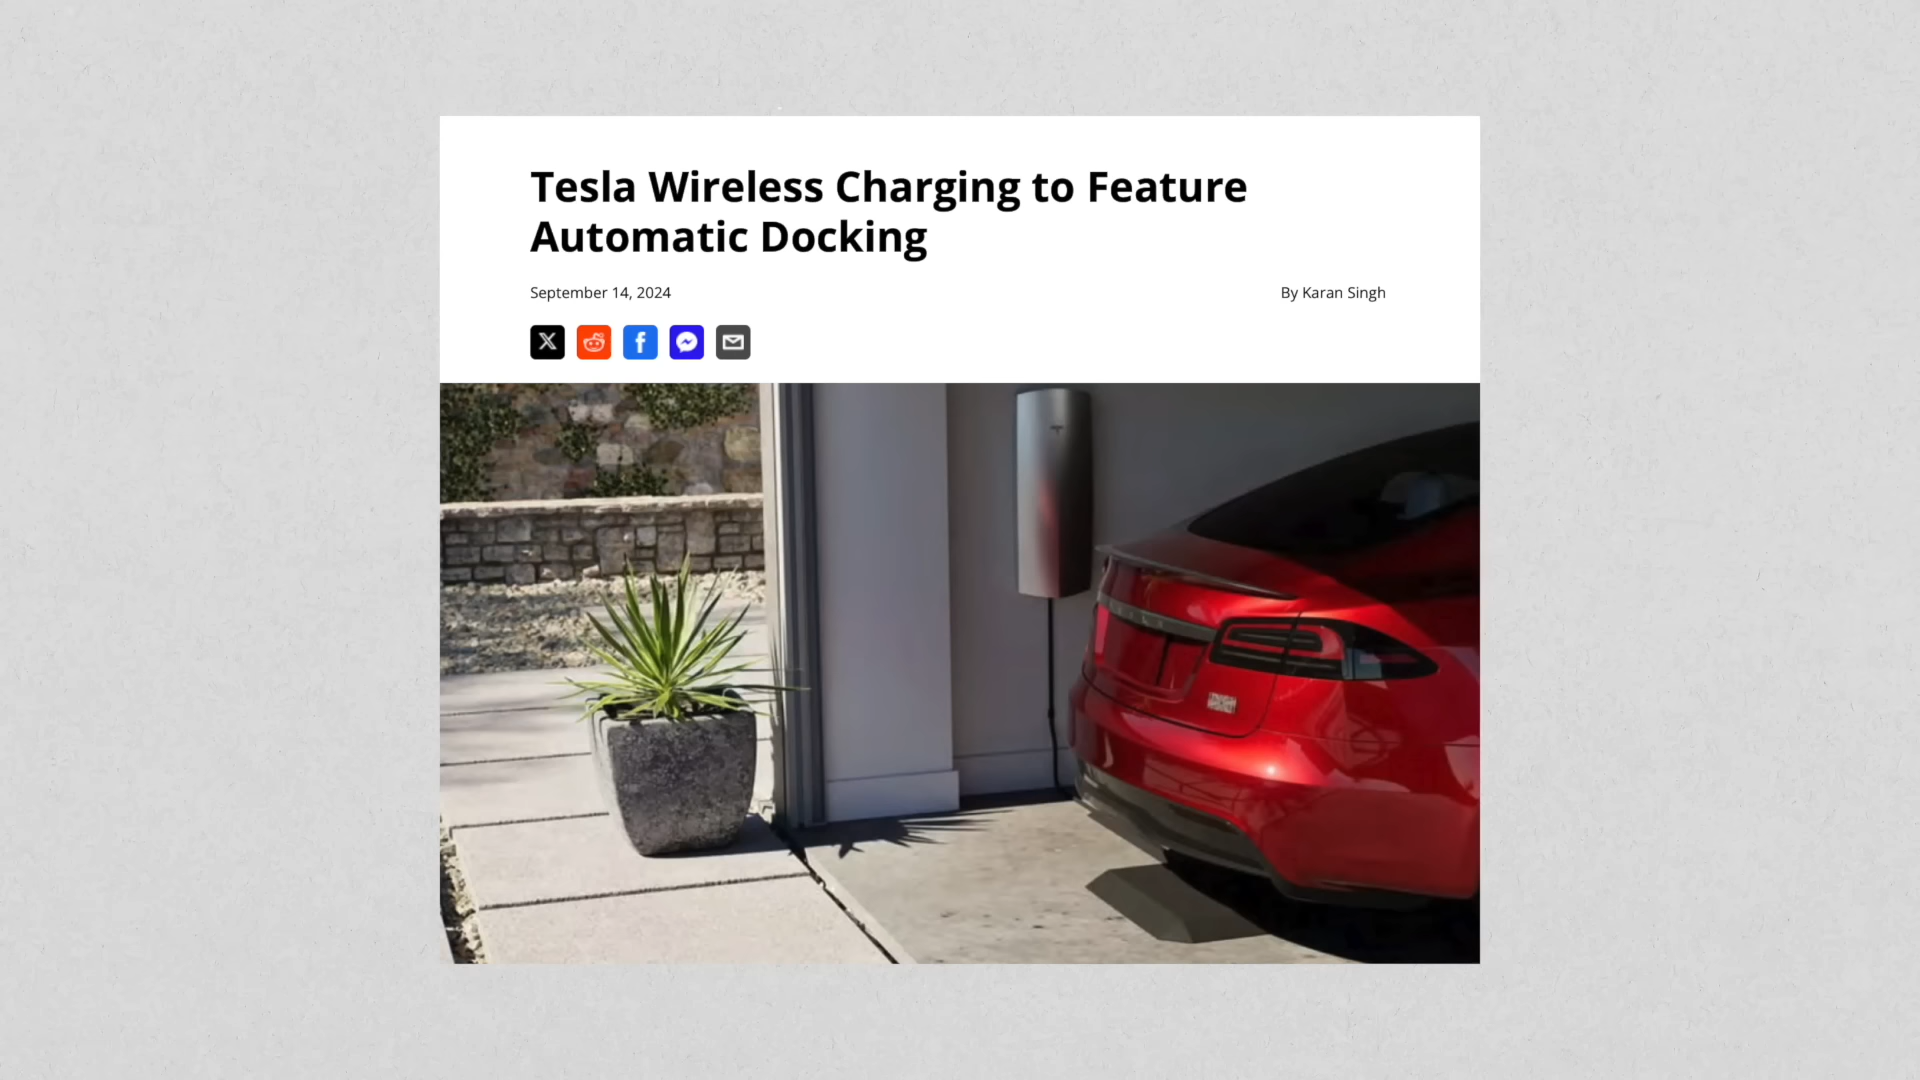 Tesla Wireless Charging to Feature
Automatic Docking
September 14, 2024
By Karan Singh